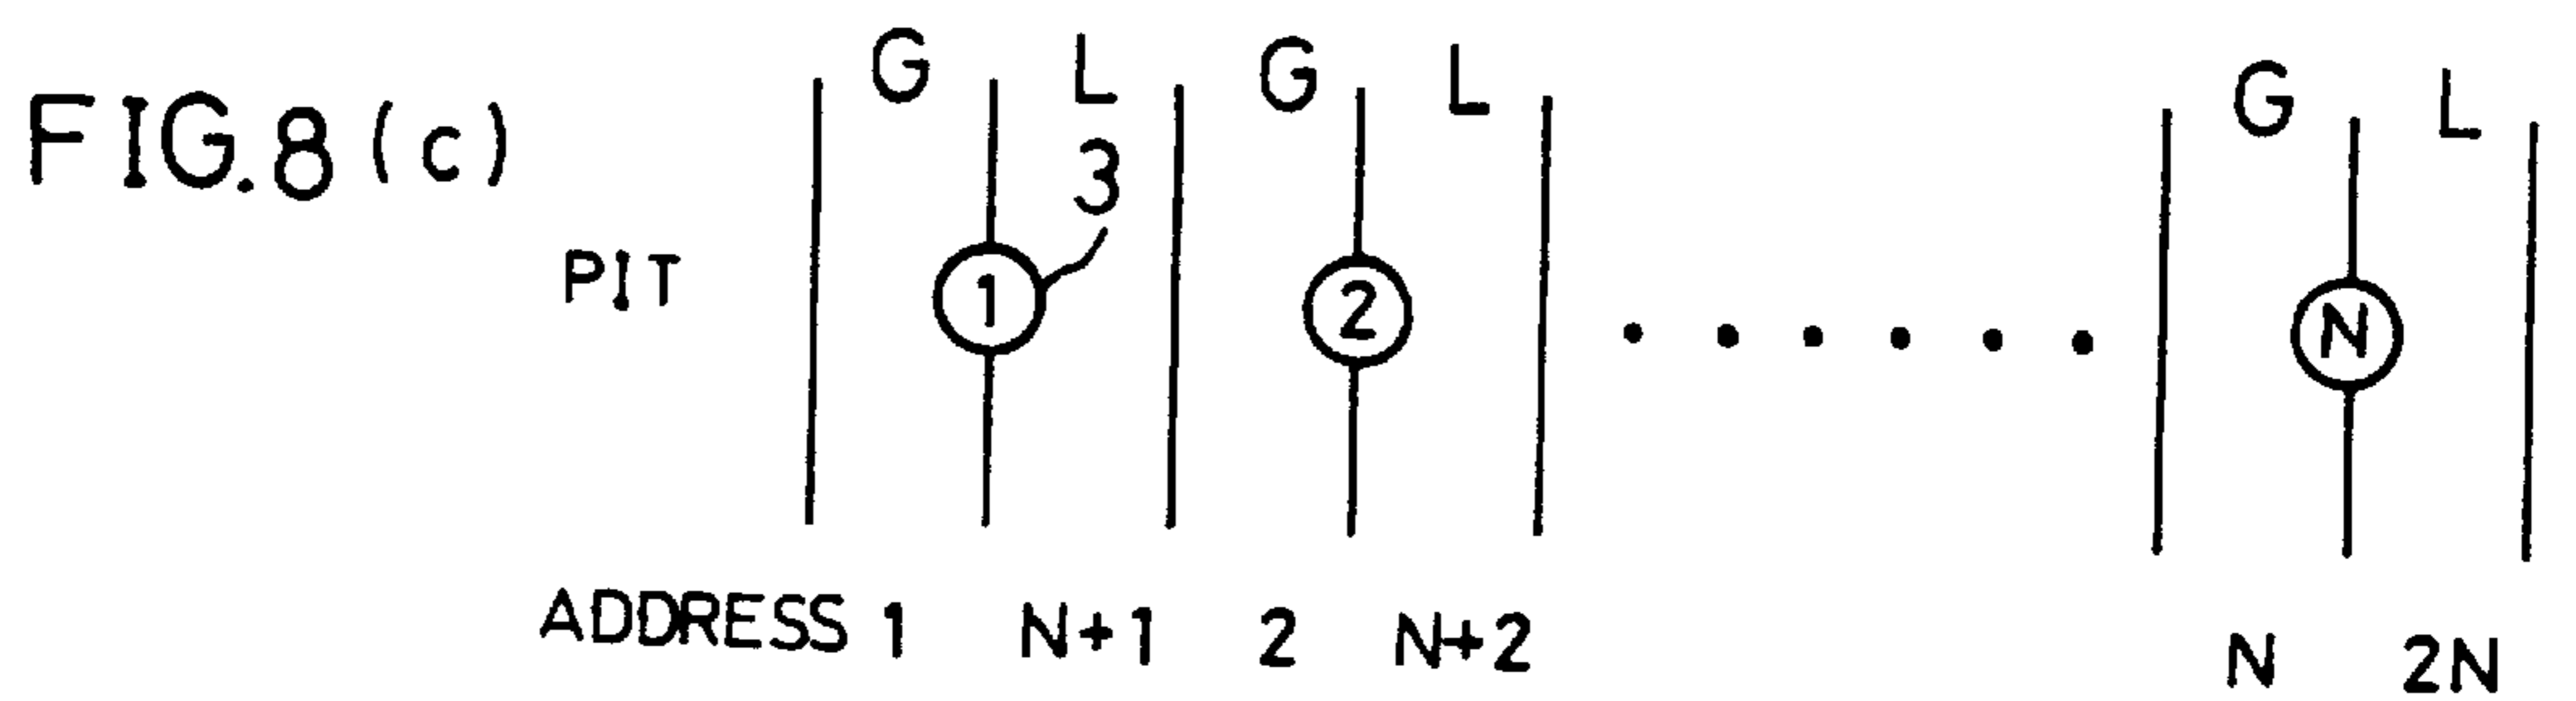 FIG.8(c)
G L G L G L
3
PIT 1 2 ...... N
ADDRESS 1 N+1 2 N+2 N 2N